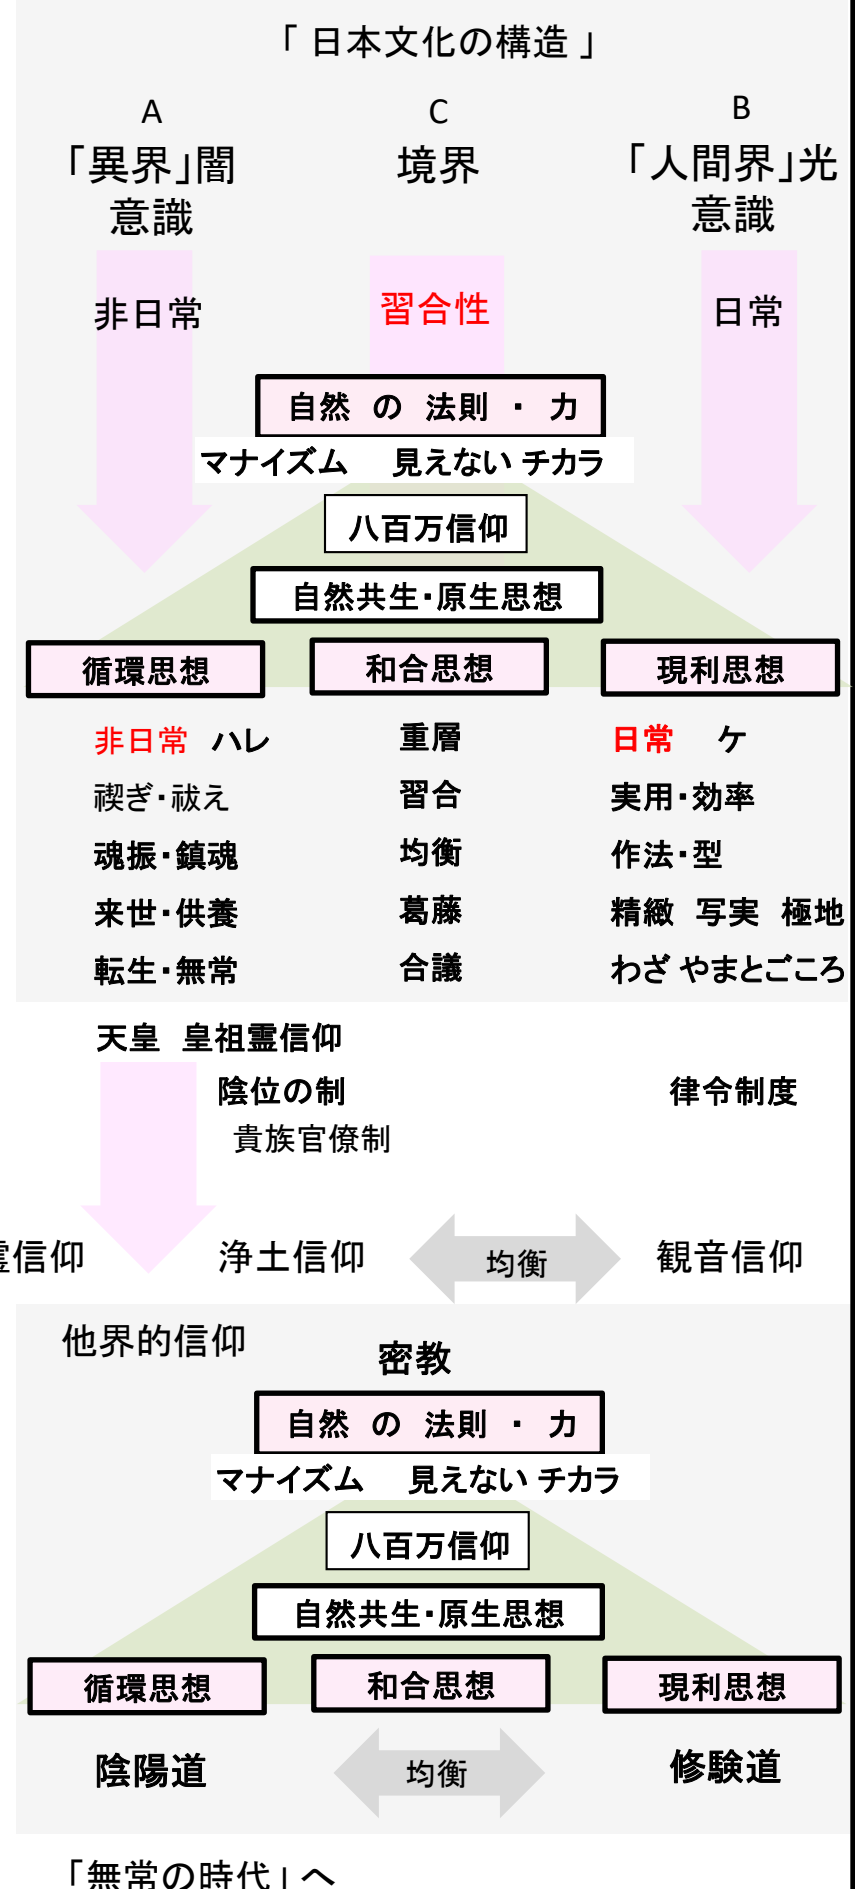 「 日本文化の構造 」
A C B
「異界」闇 境界 「人間界」光
意識 意識
非日常 習合性 日常
自然 の 法則 ・ 力
マナイズム 見えない チカラ
八百万信仰
自然共生・原生思想
循環思想 和合思想 現利思想
非日常 ハレ 重層 日常 ケ
禊ぎ・祓え 習合 実用・効率
魂振・鎮魂 均衡 作法・型
来世・供養 葛藤 精緻 写実 極地
転生・無常 合議 わざ やまとごころ
天皇 皇祖霊信仰
陰位の制 律令制度
貴族官僚制
霊信仰 浄土信仰 均衡 観音信仰
他界的信仰
密教
自然 の 法則 ・ 力
マナイズム 見えない チカラ
八百万信仰
自然共生・原生思想
循環思想 和合思想 現利思想
陰陽道 均衡 修験道
「無常の時代」へ